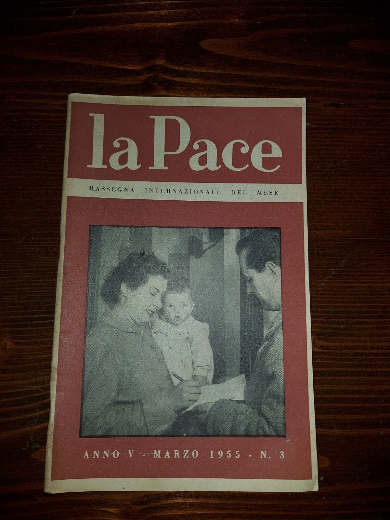 la Pace
RASSEGNA INTERNAZIONALE DEL MESE
ANNO V - MARZO 1955 - N. 3